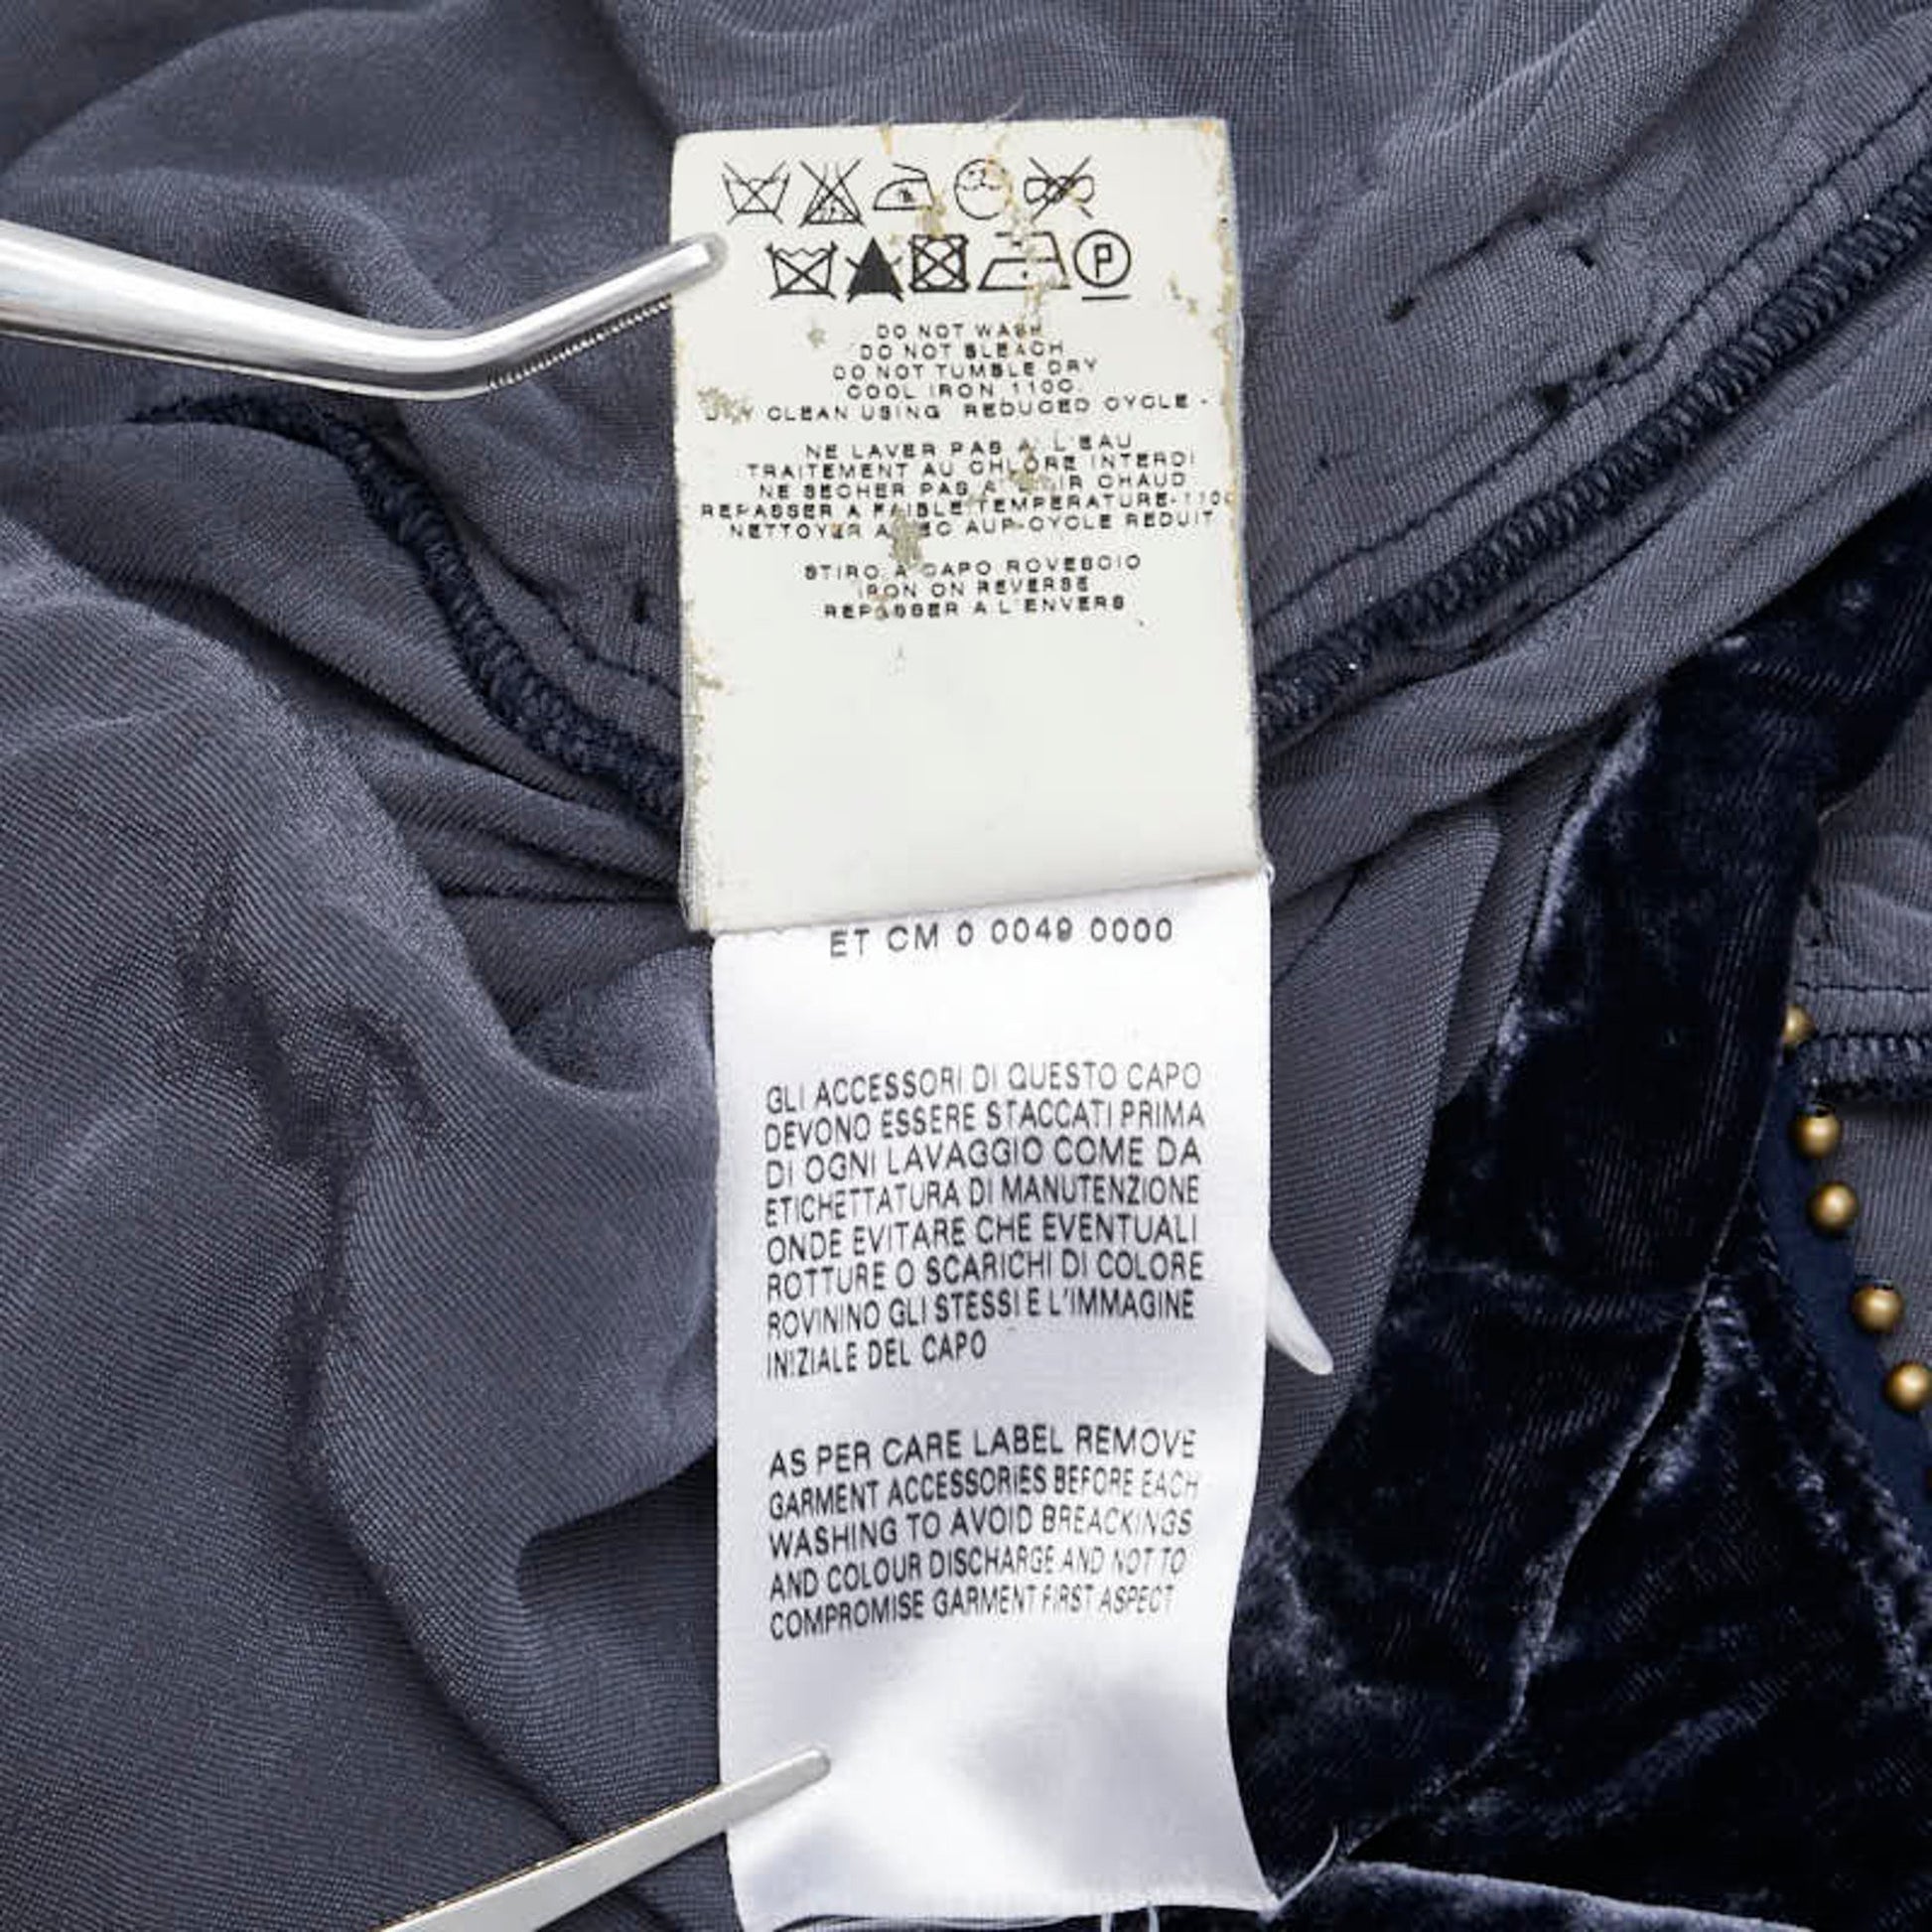 P
DO NOT WASH
DO NOT BLEACH
DO NOT TUMBLE DRY
COOL IRON 110C.
CLEAN USING REDUCED CYCLE -
NE LAVER PAS A L'EAU
TRAITEMENT AU CHLORE INTERDI
NE SECHER PAS A CHAUD
REPASSER A FAIBLE TEMPERATURE-110C
NETTOYER AUP-CYCLE REDUIT
STIRO A CAPO ROVESCIO
IRON ON REVERSE
REPASSER A L'ENVERS
ET CM 0 0049 0000
GLI ACCESSORI DI QUESTO CAPO
DEVONO ESSERE STACCATI PRIMA
DI OGNI LAVAGGIO COME DA
ETICHETTATURA DI MANUTENZIONE
ONDE EVITARE CHE EVENTUALI
ROTTURE O SCARICHI DI COLORE
ROVININO GLI STESSI E L'IMMAGINE
INIZIALE DEL CAPO
AS PER CARE LABEL REMOVE
GARMENT ACCESSORIES BEFORE EACH
WASHING TO AVOID BREACKINGS
AND COLOUR DISCHARGE AND NOT TO
COMPROMISE GARMENT FIRST ASPECT